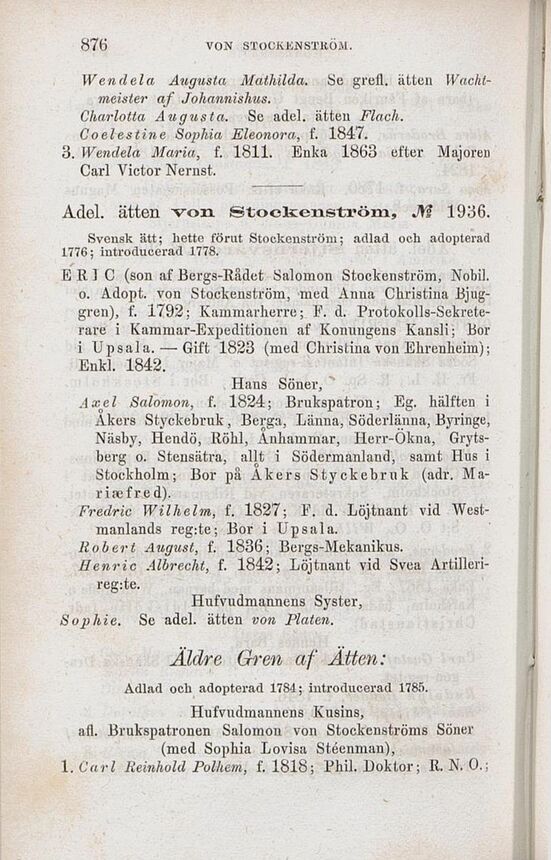 876 VON STOCKENSTRÖM.
Wendela Augusta Mathilda. Se grefl. ätten Wacht-
meister af Johannishus.
Charlotta Augusta. Se adel. ätten Flach.
Coelestine Sophia Eleonora, f. 1847.
3. Wendela Maria, f. 1811. Enka 1863 efter Majoren
Carl Victor Nernst.
Adel. ätten von Stockenström, № 1936.
Svensk ätt; hette förut Stockenström; adlad och adopterad
1776; introducerad 1778.
ERIC (son af Bergs-Rådet Salomon Stockenström, Nobil.
o. Adopt. von Stockenström, med Anna Christina Bjug-
gren), f. 1792; Kammarherre; F. d. Protokolls-Sekrete-
rare i Kammar-Expeditionen af Konungens Kansli; Bor
i Upsala. — Gift 1823 (med Christina von Ehrenheim);
Enkl. 1842.
Hans Söner,
Axel Salomon, f. 1824; Brukspatron; Eg. hälften i
Åkers Styckebruk, Berga, Länna, Söderlänna, Byringe,
Näsby, Hendö, Röhl, Ånhammar, Herr-Ökna, Gryts-
berg o. Stensätra, allt i Södermanland, samt Hus i
Stockholm; Bor på Åkers Styckebruk (adr. Ma-
riæfred).
Fredric Wilhelm, f. 1827; F. d. Löjtnant vid West-
manlands reg:te; Bor i Upsala.
Robert August, f. 1836; Bergs-Mekanikus.
Henric Albrecht, f. 1842; Löjtnant vid Svea Artilleri-
reg:te.
Hufvudmannens Syster,
Sophie. Se adel. ätten von Platen.
Äldre Gren af Ätten:
Adlad och adopterad 1784; introducerad 1785.
Hufvudmannens Kusins,
afl. Brukspatronen Salomon von Stockenströms Söner
(med Sophia Lovisa Stéenman),
1. Carl Reinhold Polhem, f. 1818; Phil. Doktor; R. N. O.;